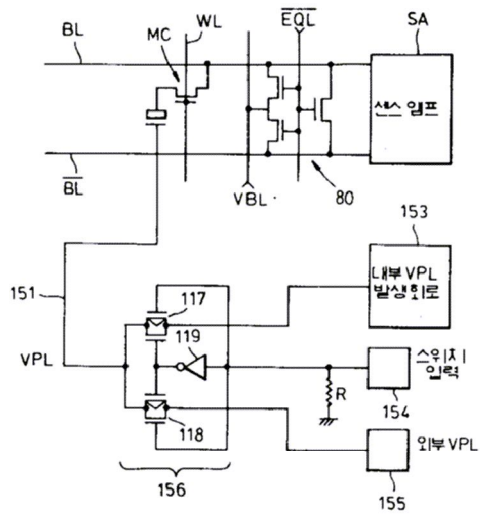 BL
MC
WL
EQL
SA
센스 앰프
BL
VBL
80
153
내부 VPL
발생회로
151
117
119
VPL
스위치
입력
R
154
118
외부 VPL
156
155